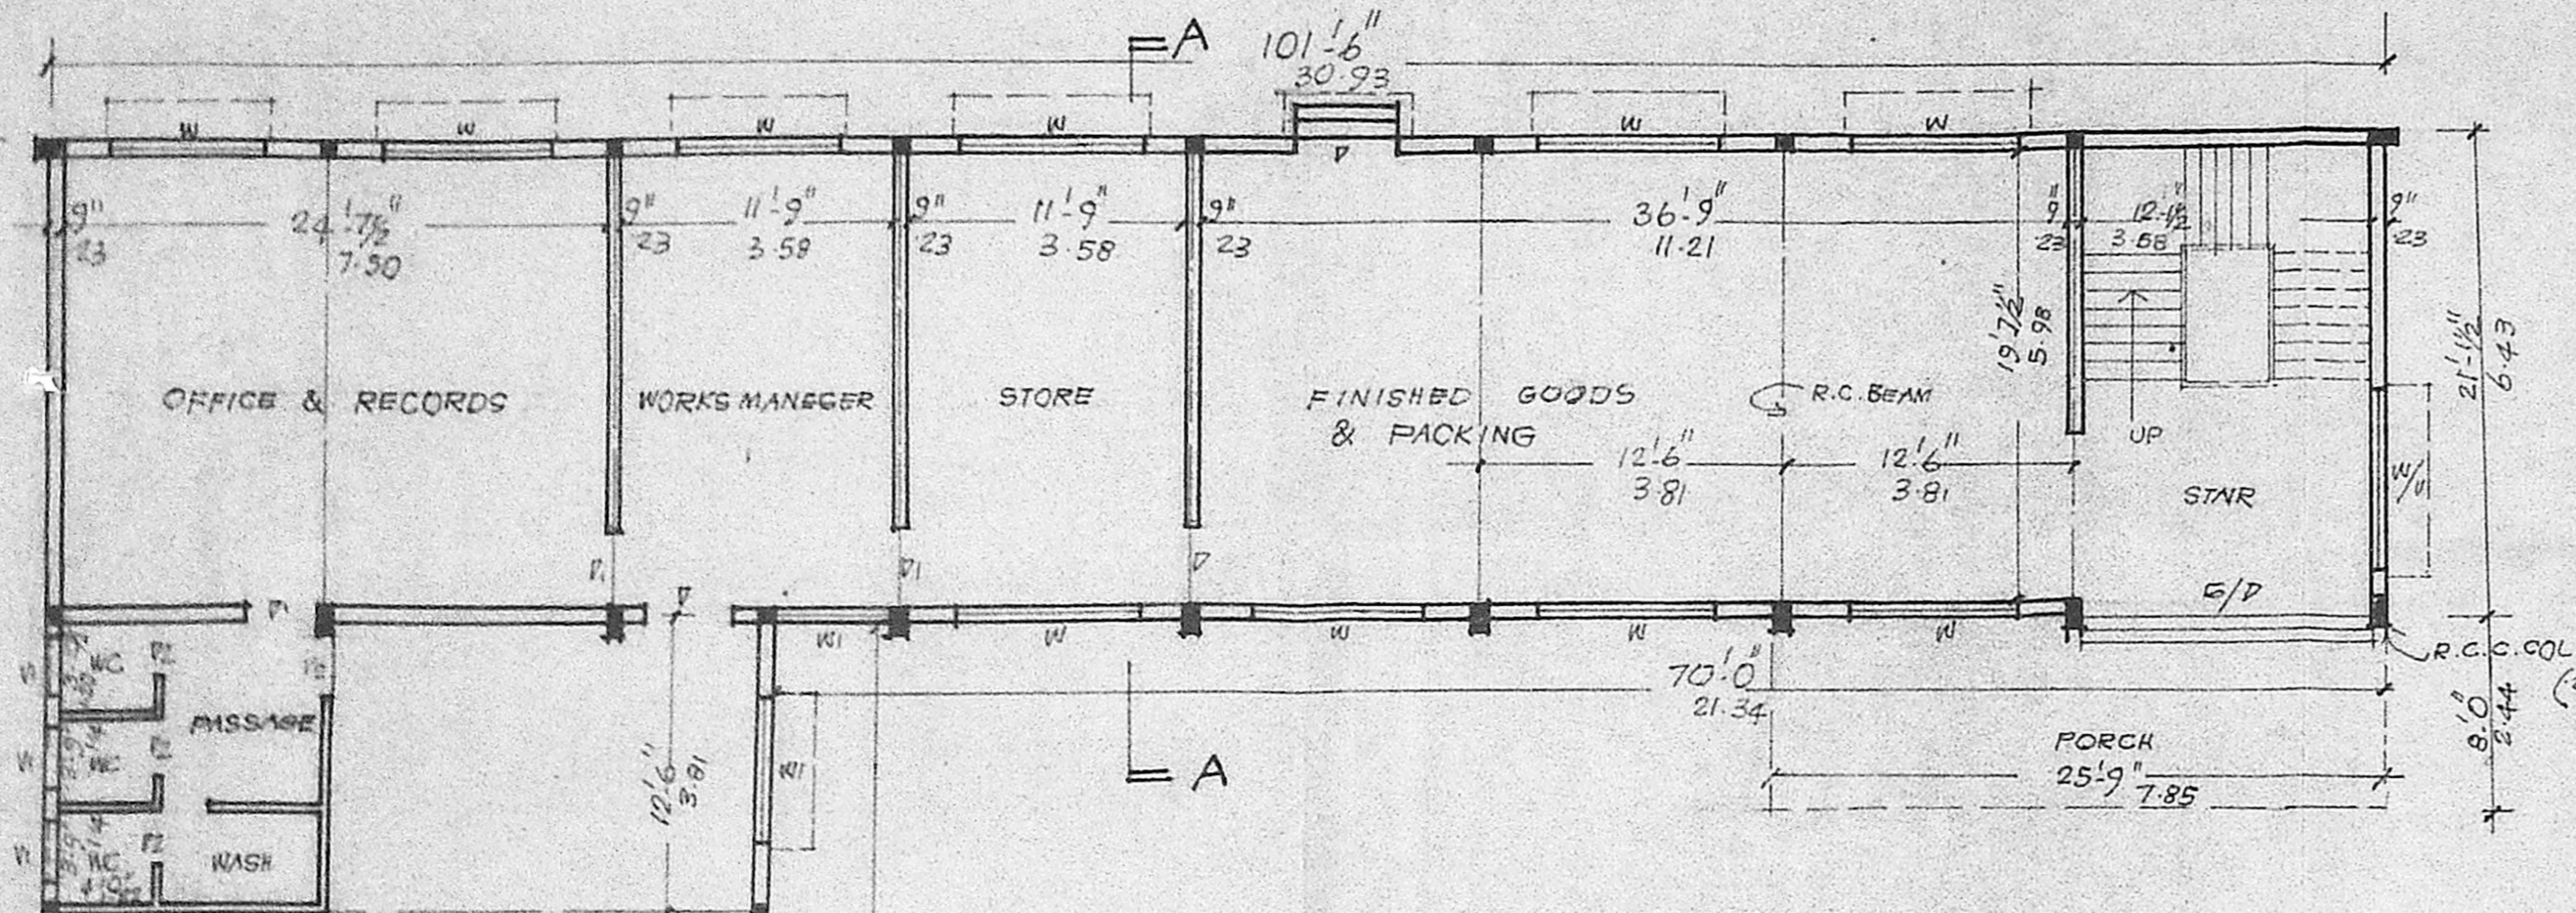 A
101'-6"
30.93
W W W W W W
D
9" 24'-7½" 9" 11'-9" 9" 11'-9" 9" 36'-9" 9" 12'-1½ 9"
23 7.50 23 3.58 23 3.58 23 11.21 23 3.58 23
19'7½"
5.98
21'-1½"
6.43
OFFICE & RECORDS WORKS MANGGER STORE FINISHED GOODS R.C. BEAM
& PACKING UP
12'-6" 12'-6"
3.81 3.81
STAIR W/V
D1 D1 D
G/D
D1 D
W1 W W W W
R.C.C. COL
WC D2
70'-0"
21.34
8'-0"
2.44
PASSAGE
WC D2
12'-6"
3.81
W1
A
PORCH
25'-9"
7.85
WC D2 WASH